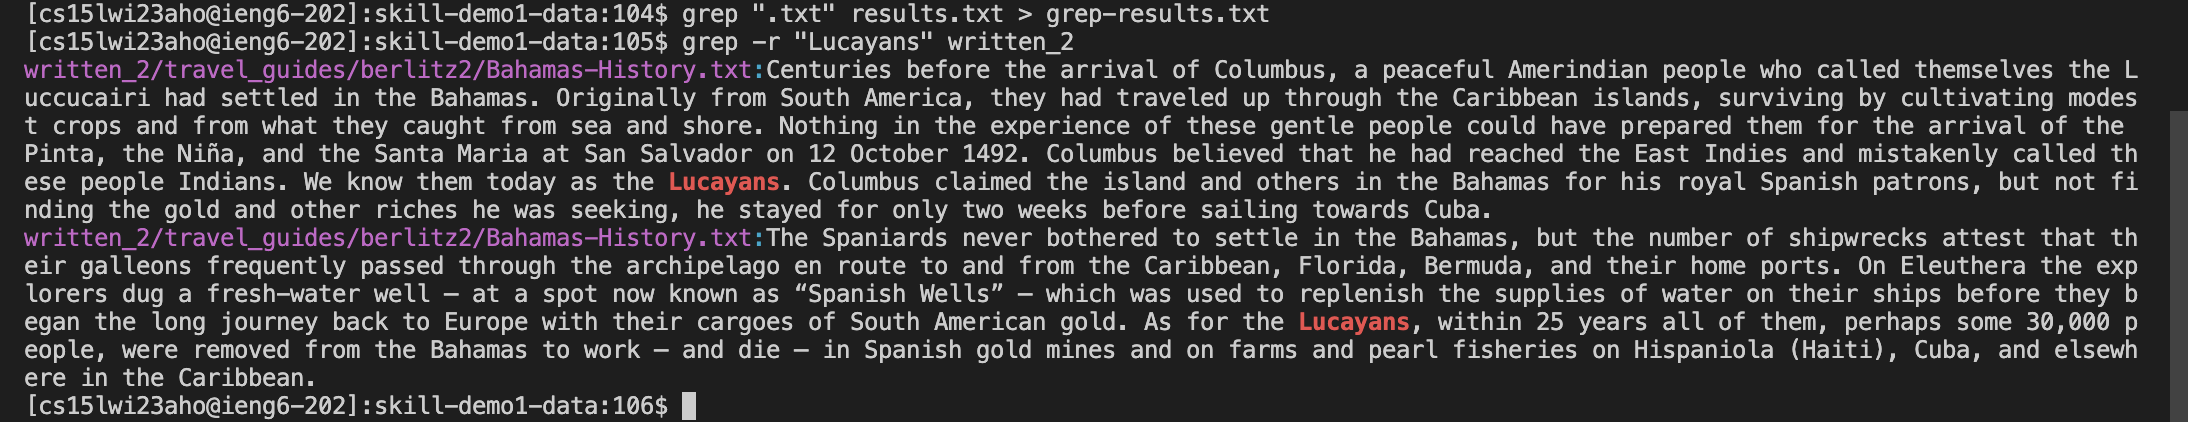 [cs15lwi23aho@ieng6-202]:skill-demo1-data:104$ grep ".txt" results.txt > grep-results.txt
[cs15lwi23aho@ieng6-202]:skill-demo1-data:105$ grep -r "Lucayans" written_2
written_2/travel_guides/berlitz2/Bahamas-History.txt:Centuries before the arrival of Columbus, a peaceful Amerindian people who called themselves the L
uccucairi had settled in the Bahamas. Originally from South America, they had traveled up through the Caribbean islands, surviving by cultivating modes
t crops and from what they caught from sea and shore. Nothing in the experience of these gentle people could have prepared them for the arrival of the
Pinta, the Niña, and the Santa Maria at San Salvador on 12 October 1492. Columbus believed that he had reached the East Indies and mistakenly called th
ese people Indians. We know them today as the Lucayans. Columbus claimed the island and others in the Bahamas for his royal Spanish patrons, but not fi
nding the gold and other riches he was seeking, he stayed for only two weeks before sailing towards Cuba.
written_2/travel_guides/berlitz2/Bahamas-History.txt:The Spaniards never bothered to settle in the Bahamas, but the number of shipwrecks attest that th
eir galleons frequently passed through the archipelago en route to and from the Caribbean, Florida, Bermuda, and their home ports. On Eleuthera the exp
lorers dug a fresh-water well — at a spot now known as “Spanish Wells” — which was used to replenish the supplies of water on their ships before they b
egan the long journey back to Europe with their cargoes of South American gold. As for the Lucayans, within 25 years all of them, perhaps some 30,000 p
eople, were removed from the Bahamas to work — and die — in Spanish gold mines and on farms and pearl fisheries on Hispaniola (Haiti), Cuba, and elsewh
ere in the Caribbean.
[cs15lwi23aho@ieng6-202]:skill-demo1-data:106$